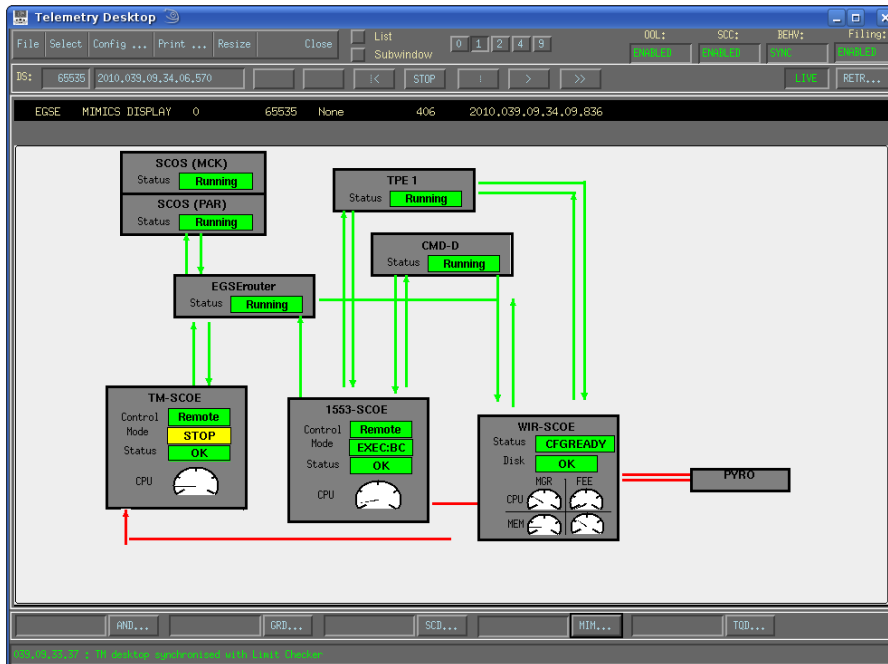 Telemetry Desktop
File Select Config ... Print ... Resize Close List Subwindow 0 1 2 4 9 OOL: ENABLED SCC: ENABLED BEHV: SYNC Filing: ENABLED
DS: 65535 2010.039.09.34.06.570 |< STOP ! > >> LIVE RETR...
EGSE MIMICS DISPLAY 0 65535 None 406 2010.039.09.34.09.836
SCOS (MCK)
Status Running
SCOS (PAR)
Status Running
TPE 1
Status Running
CMD-D
Status Running
EGSErouter
Status Running
TM-SCOE
Control Remote
Mode STOP
Status OK
CPU
1553-SCOE
Control Remote
Mode EXEC:BC
Status OK
CPU
WIR-SCOE
Status CFGREADY
Disk OK
MGR FEE
CPU
MEM
PYRO
AND... GRD... SCD... MIM... TQD...
039.09.33.37 : TM desktop synchronised with Limit Checker